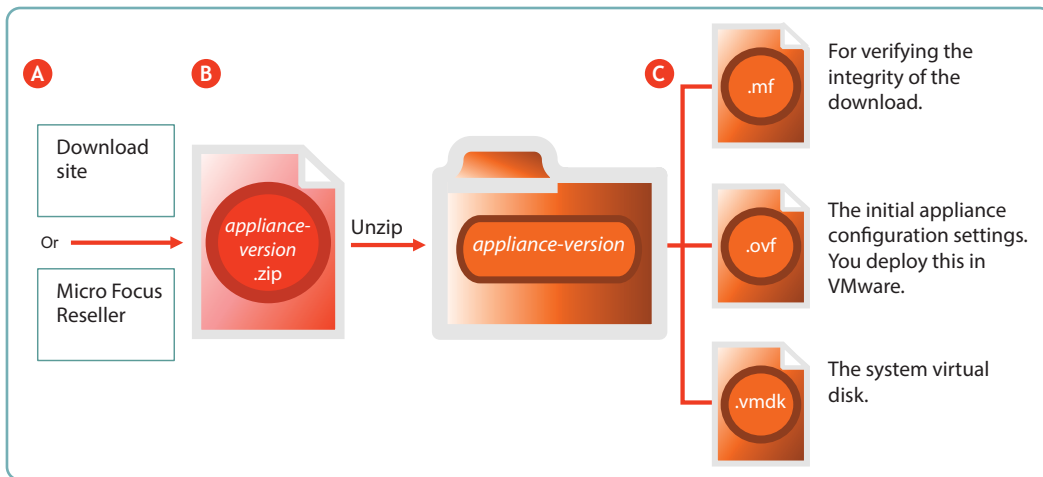 A
Download
site
Or
Micro Focus
Reseller
B
appliance-
version
.zip
Unzip
appliance-version
C
.mf
For verifying the
integrity of the
download.
.ovf
The initial appliance
configuration settings.
You deploy this in
VMware.
.vmdk
The system virtual
disk.